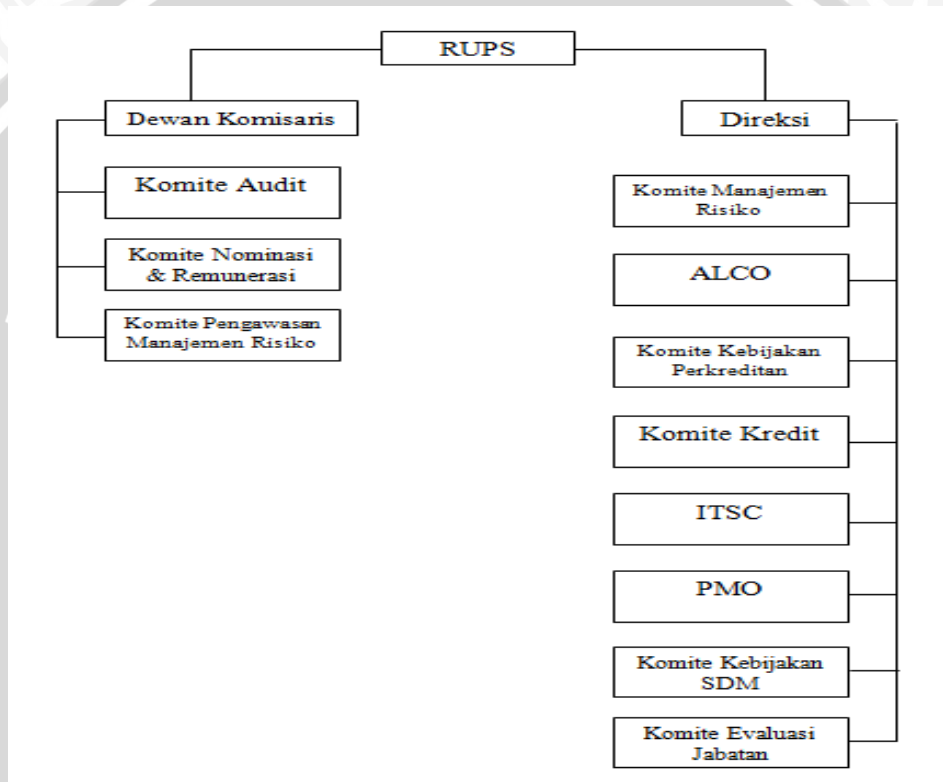 RUPS
Dewan Komisaris
Komite Audit
Komite Nominasi
& Remunerasi
Komite Pengawasan
Manajemen Risiko
Direksi
Komite Manajemen
Risiko
ALCO
Komite Kebijakan
Perkreditan
Komite Kredit
ITSC
PMO
Komite Kebijakan
SDM
Komite Evaluasi
Jabatan